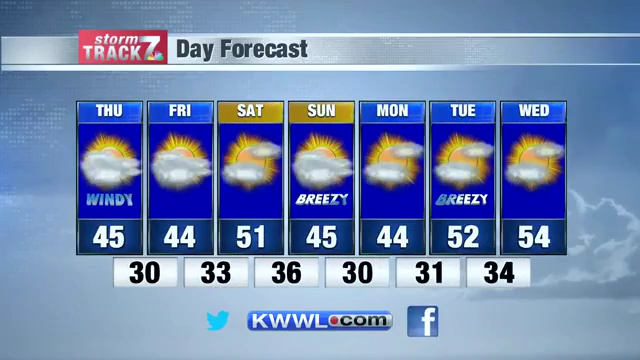 storm
TRACK 7 Day Forecast
THU FRI SAT SUN MON TUE WED
WINDY BREEZY BREEZY
45 44 51 45 44 52 54
30 33 36 30 31 34
KWWL.com f